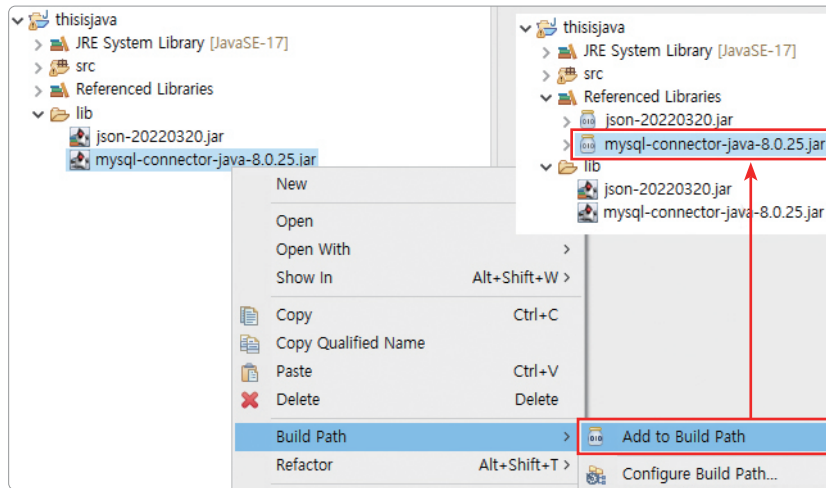 thisisjava
JRE System Library [JavaSE-17]
src
Referenced Libraries
lib
json-20220320.jar
mysql-connector-java-8.0.25.jar
New
Open
Open With
Show In Alt+Shift+W >
Copy Ctrl+C
Copy Qualified Name
Paste Ctrl+V
Delete Delete
Build Path
Refactor Alt+Shift+T >
Add to Build Path
Configure Build Path...
thisisjava
JRE System Library [JavaSE-17]
src
Referenced Libraries
json-20220320.jar
mysql-connector-java-8.0.25.jar
lib
json-20220320.jar
mysql-connector-java-8.0.25.jar